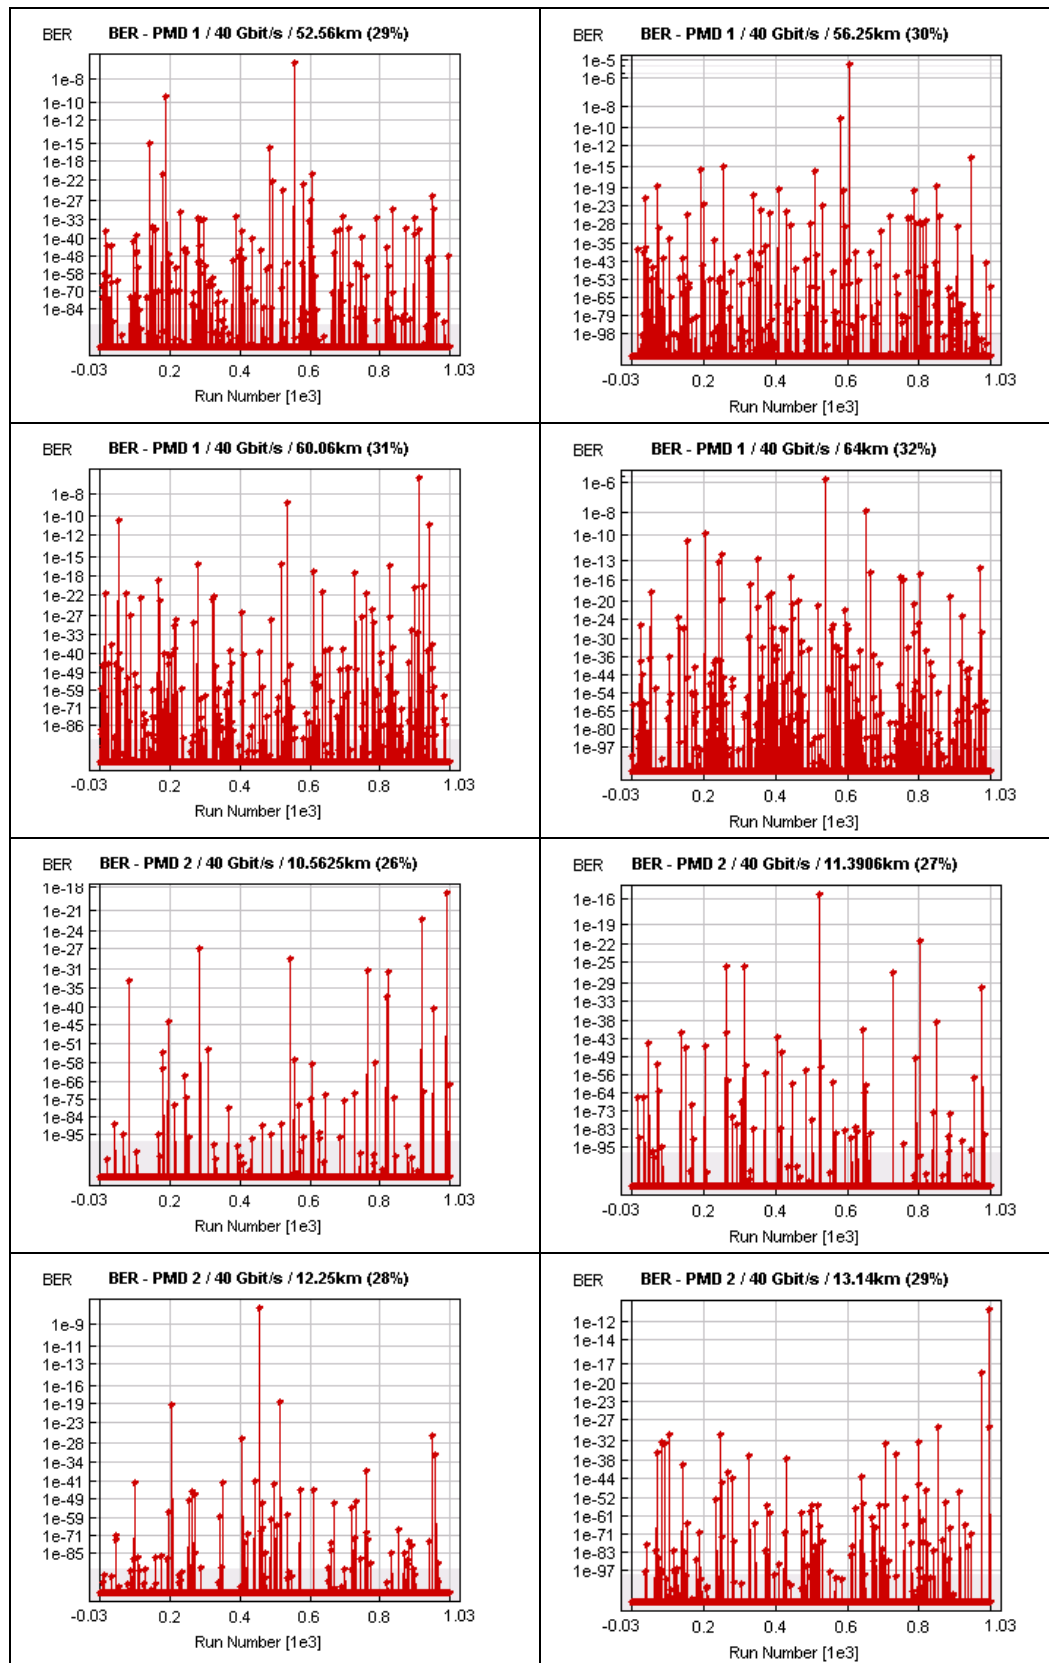 BER BER - PMD 1 / 40 Gbit/s / 52.56km (29%)
1e-8
1e-10
1e-12
1e-15
1e-18
1e-22
1e-27
1e-33
1e-40
1e-48
1e-58
1e-70
1e-84
-0.03 0.2 0.4 0.6 0.8 1.03
Run Number [1e3]
BER BER - PMD 1 / 40 Gbit/s / 56.25km (30%)
1e-5
1e-6
1e-8
1e-10
1e-12
1e-15
1e-19
1e-23
1e-28
1e-35
1e-43
1e-53
1e-65
1e-79
1e-98
-0.03 0.2 0.4 0.6 0.8 1.03
Run Number [1e3]
BER BER - PMD 1 / 40 Gbit/s / 60.06km (31%)
1e-8
1e-10
1e-12
1e-15
1e-18
1e-22
1e-27
1e-33
1e-40
1e-49
1e-59
1e-71
1e-86
-0.03 0.2 0.4 0.6 0.8 1.03
Run Number [1e3]
BER BER - PMD 1 / 40 Gbit/s / 64km (32%)
1e-6
1e-8
1e-10
1e-13
1e-16
1e-20
1e-24
1e-30
1e-36
1e-44
1e-54
1e-65
1e-80
1e-97
-0.03 0.2 0.4 0.6 0.8 1.03
Run Number [1e3]
BER BER - PMD 2 / 40 Gbit/s / 10.5625km (26%)
1e-18
1e-21
1e-24
1e-27
1e-31
1e-35
1e-40
1e-45
1e-51
1e-58
1e-66
1e-75
1e-84
1e-95
-0.03 0.2 0.4 0.6 0.8 1.03
Run Number [1e3]
BER BER - PMD 2 / 40 Gbit/s / 11.3906km (27%)
1e-16
1e-19
1e-22
1e-25
1e-29
1e-33
1e-38
1e-43
1e-49
1e-56
1e-64
1e-73
1e-83
1e-95
-0.03 0.2 0.4 0.6 0.8 1.03
Run Number [1e3]
BER BER - PMD 2 / 40 Gbit/s / 12.25km (28%)
1e-9
1e-11
1e-13
1e-16
1e-19
1e-23
1e-28
1e-34
1e-41
1e-49
1e-59
1e-71
1e-85
-0.03 0.2 0.4 0.6 0.8 1.03
Run Number [1e3]
BER BER - PMD 2 / 40 Gbit/s / 13.14km (29%)
1e-12
1e-14
1e-17
1e-20
1e-23
1e-27
1e-32
1e-38
1e-44
1e-52
1e-61
1e-71
1e-83
1e-97
-0.03 0.2 0.4 0.6 0.8 1.03
Run Number [1e3]